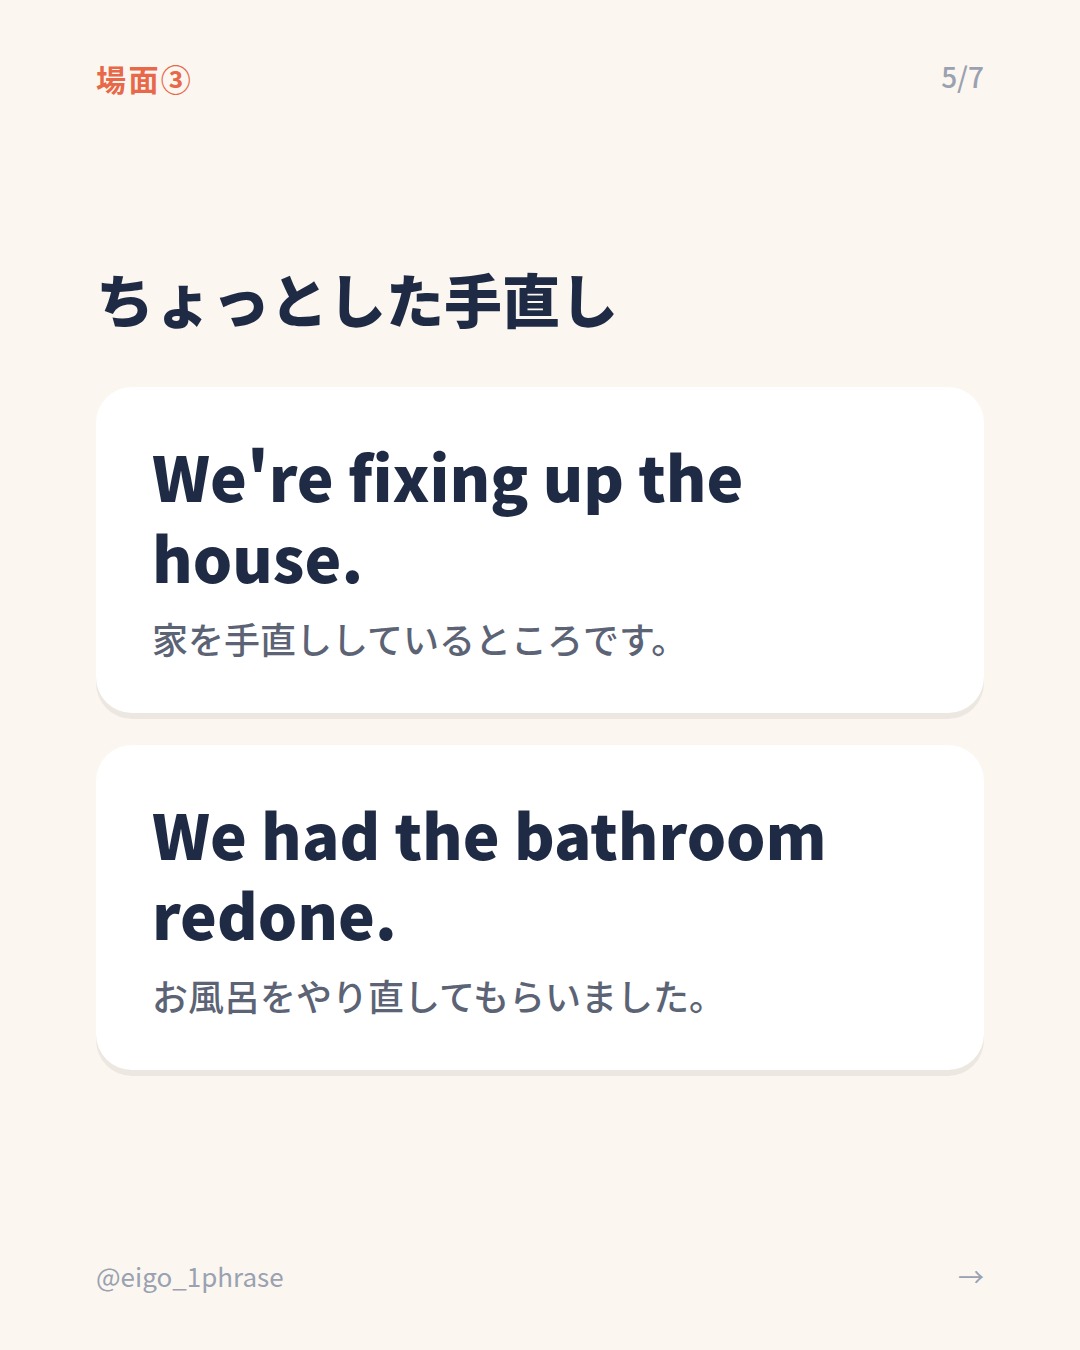 場面③
5/7
ちょっとした手直し
We're fixing up the
house.
家を手直ししているところです。
We had the bathroom
redone.
お風呂をやり直してもらいました。
@eigo_1phrase
→